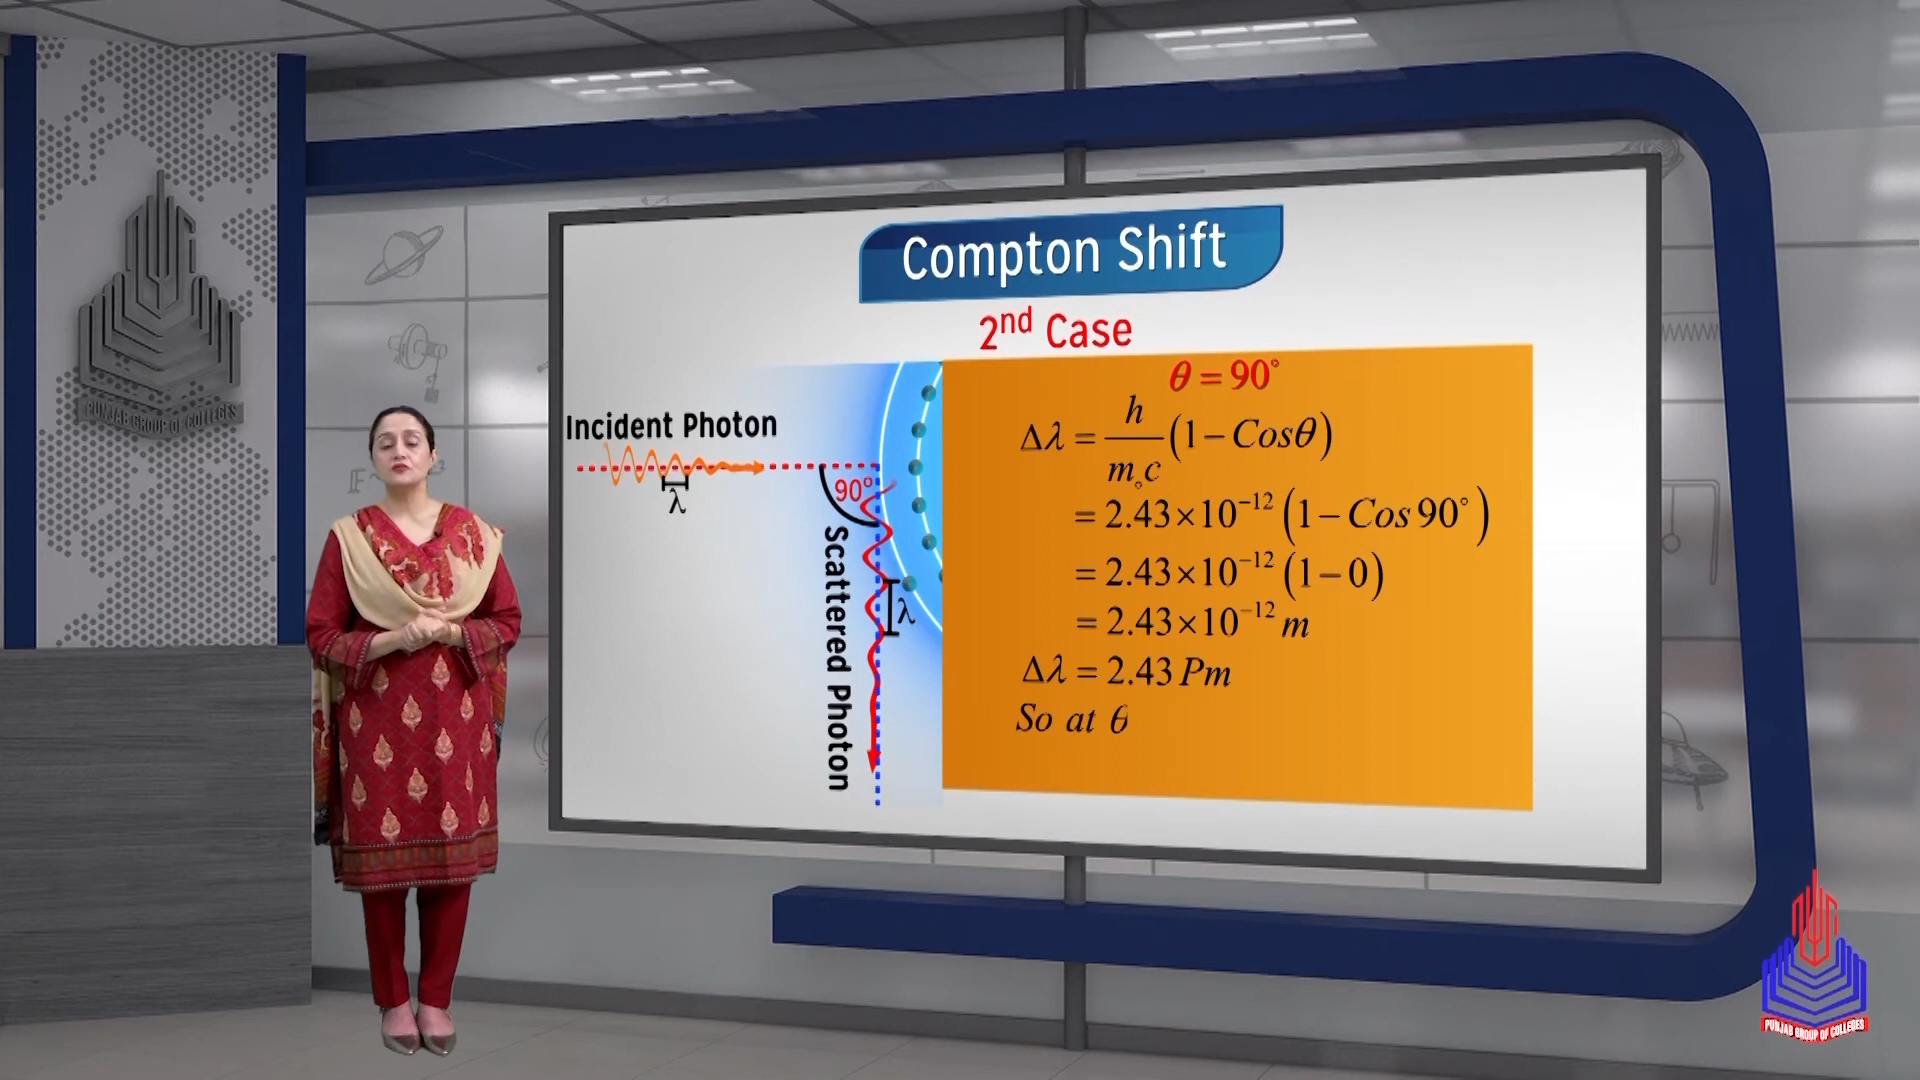 PUNJAB GROUP OF COLLEGES
Compton Shift
2nd Case
Incident Photon
λ
90°
Scattered Photon
λ
θ = 90°
Δλ = h/m₀c (1 − Cosθ)
= 2.43×10⁻¹² (1 − Cos 90°)
= 2.43×10⁻¹² (1−0)
= 2.43×10⁻¹² m
Δλ = 2.43 Pm
So at θ
PUNJAB GROUP OF COLLEGES